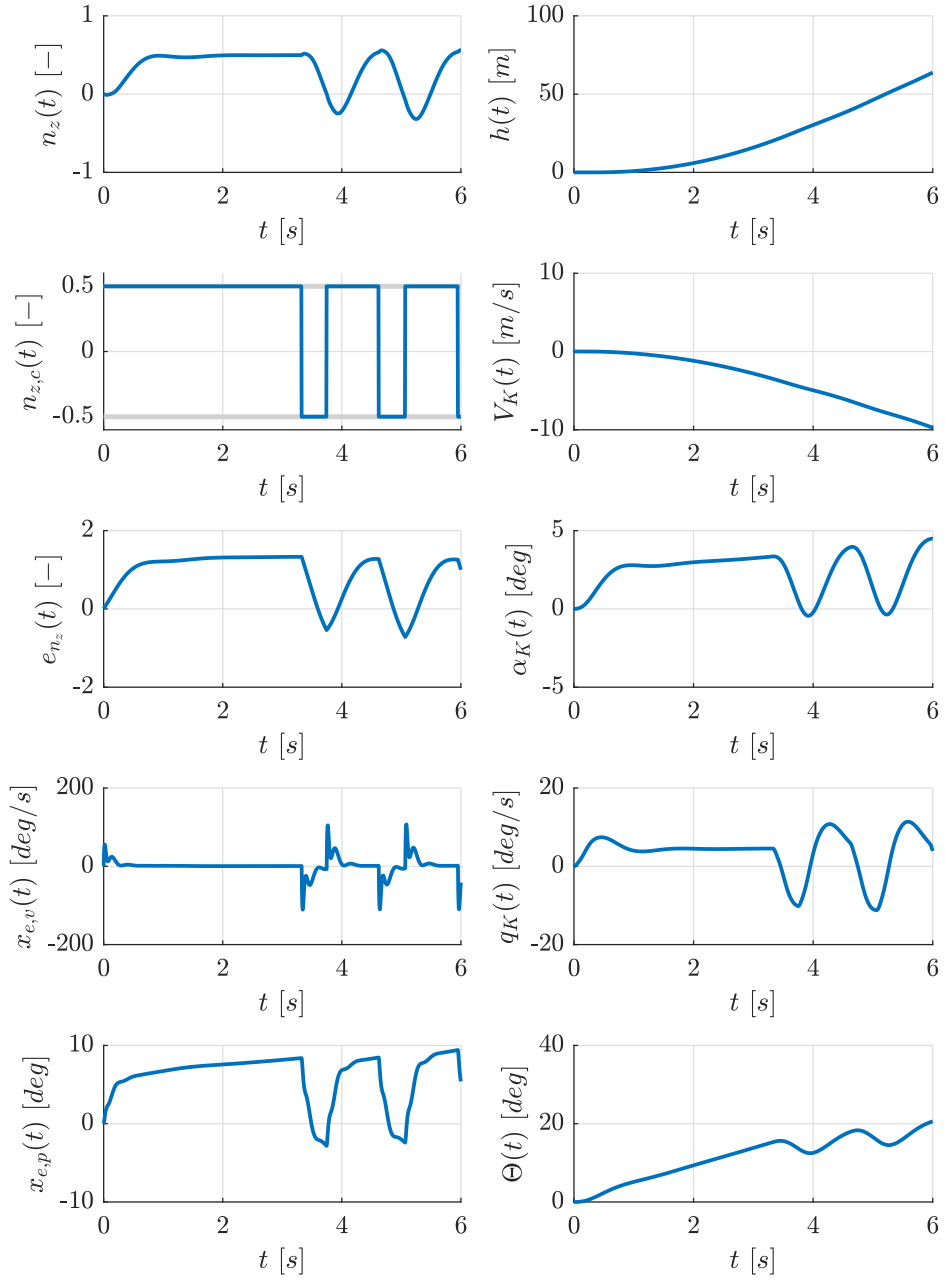 1
0
-1
n_z(t) [−]
0 2 4 6
t [s]
100
50
0
h(t) [m]
0 2 4 6
t [s]
0.5
0
-0.5
n_{z,c}(t) [−]
0 2 4 6
t [s]
10
0
-10
V_K(t) [m/s]
0 2 4 6
t [s]
2
0
-2
e_{n_z}(t) [−]
0 2 4 6
t [s]
5
0
-5
α_K(t) [deg]
0 2 4 6
t [s]
200
0
-200
x_{e,v}(t) [deg/s]
0 2 4 6
t [s]
20
0
-20
q_K(t) [deg/s]
0 2 4 6
t [s]
10
0
-10
x_{e,p}(t) [deg]
0 2 4 6
t [s]
40
20
0
Θ(t) [deg]
0 2 4 6
t [s]